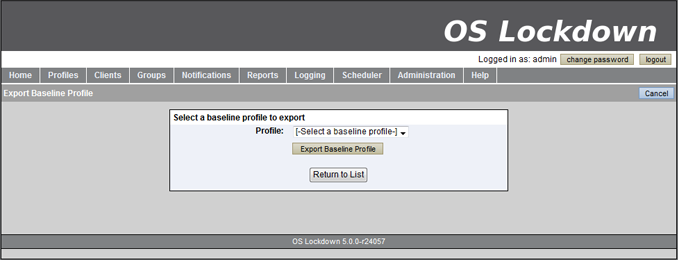 OS Lockdown
Logged in as: admin change password logout
Home Profiles Clients Groups Notifications Reports Logging Scheduler Administration Help
Export Baseline Profile Cancel
Select a baseline profile to export
Profile: [-Select a baseline profile-]
Export Baseline Profile
Return to List
OS Lockdown 5.0.0-r24057